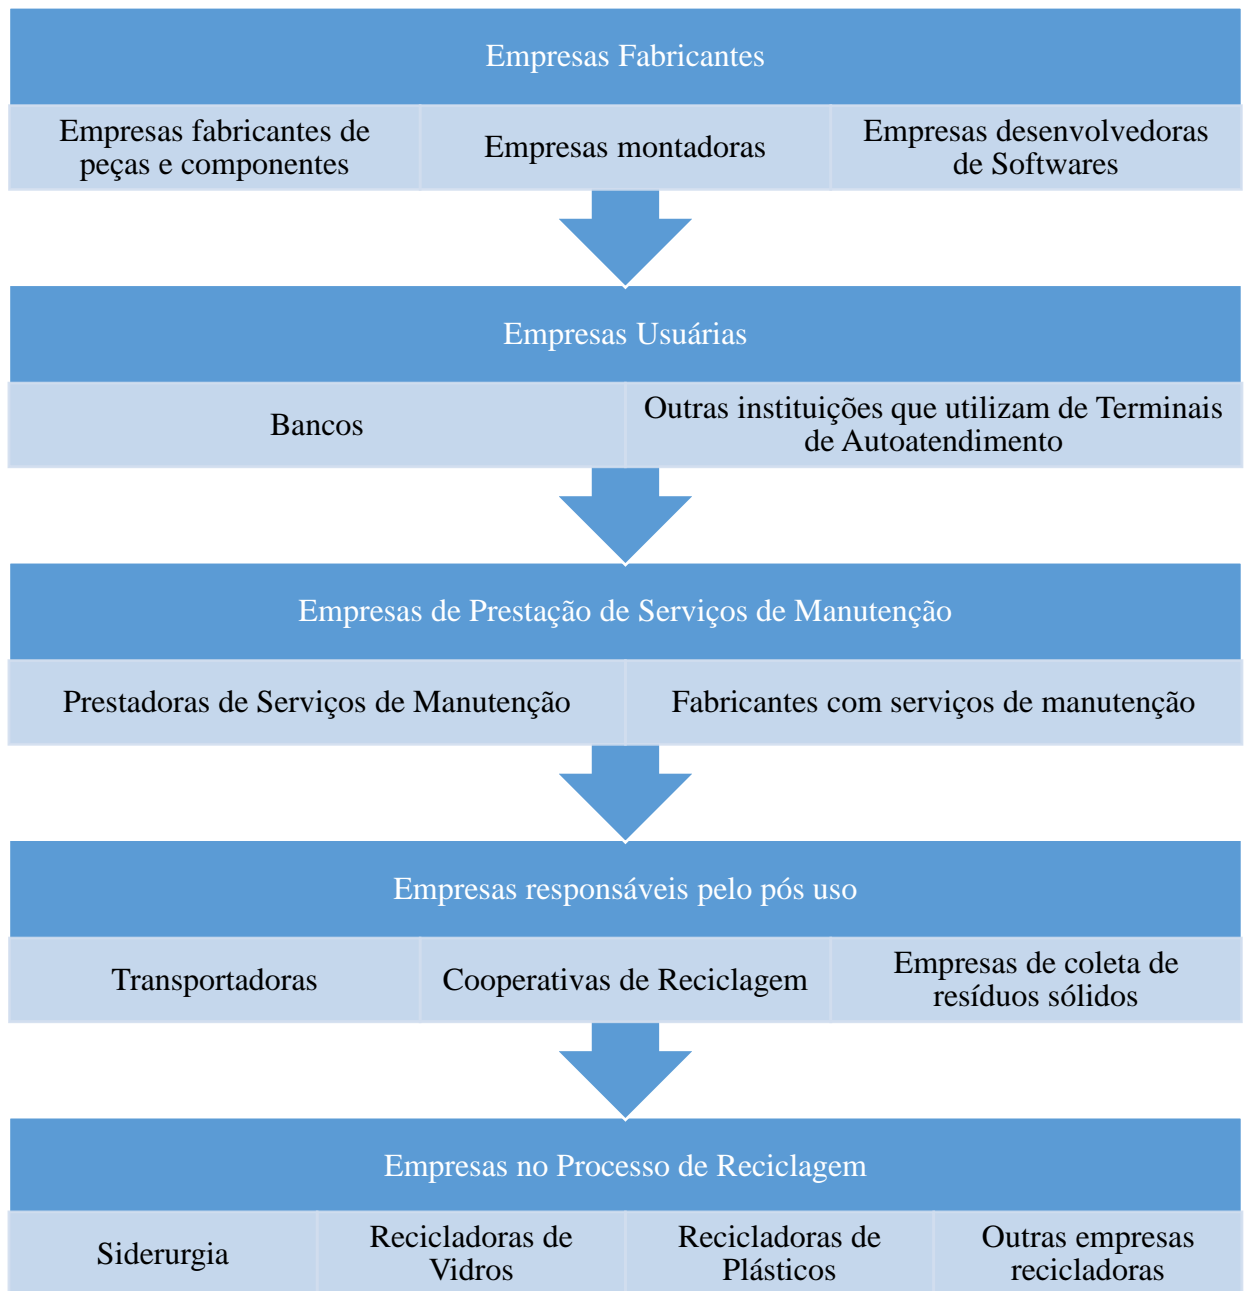 Empresas Fabricantes
Empresas fabricantes de
peças e componentes
Empresas montadoras
Empresas desenvolvedoras
de Softwares
Empresas Usuárias
Bancos
Outras instituições que utilizam de Terminais
de Autoatendimento
Empresas de Prestação de Serviços de Manutenção
Prestadoras de Serviços de Manutenção
Fabricantes com serviços de manutenção
Empresas responsáveis pelo pós uso
Transportadoras
Cooperativas de Reciclagem
Empresas de coleta de
resíduos sólidos
Empresas no Processo de Reciclagem
Siderurgia
Recicladoras de
Vidros
Recicladoras de
Plásticos
Outras empresas
recicladoras